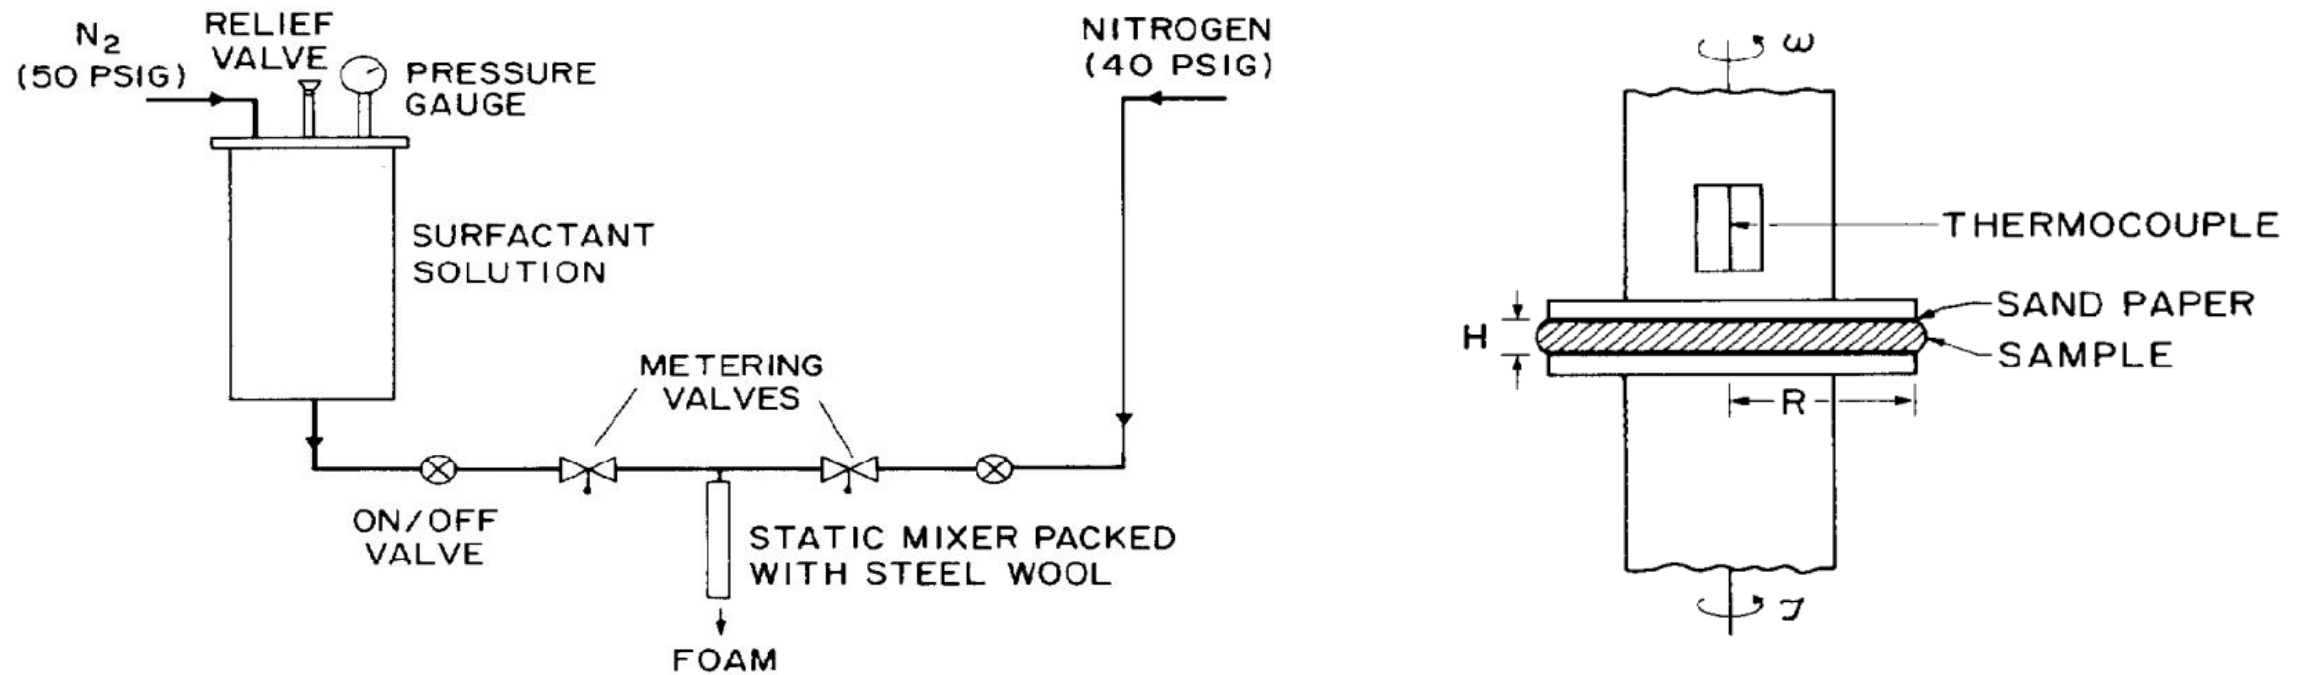 N2
(50 PSIG)
RELIEF
VALVE
PRESSURE
GAUGE
NITROGEN
(40 PSIG)
SURFACTANT
SOLUTION
METERING
VALVES
ON/OFF
VALVE
STATIC MIXER PACKED
WITH STEEL WOOL
FOAM
ω
THERMOCOUPLE
SAND PAPER
H
SAMPLE
R